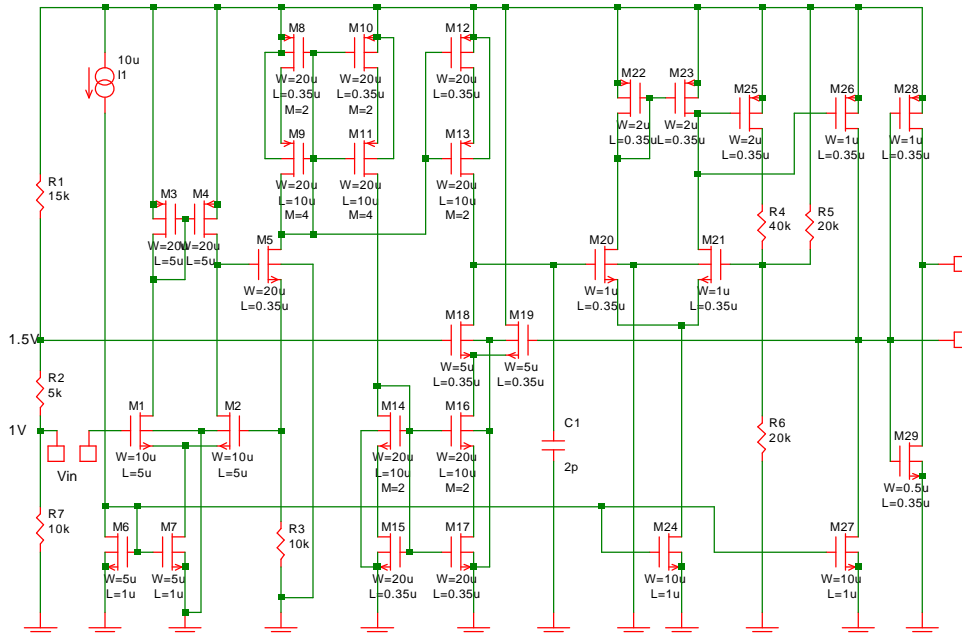 M8
W=20u
L=0.35u
M=2
M10
W=20u
L=0.35u
M=2
M12
W=20u
L=0.35u
10u
I1
M22
W=2u
L=0.35u
M23
W=2u
L=0.35u
M25
W=2u
L=0.35u
M26
W=1u
L=0.35u
M28
W=1u
L=0.35u
M9
W=20u
L=10u
M=4
M11
W=20u
L=10u
M=4
M13
W=20u
L=10u
M=2
R1
15k
M3
W=20u
L=5u
M4
W=20u
L=5u
M5
W=20u
L=0.35u
R4
40k
R5
20k
M20
W=1u
L=0.35u
M21
W=1u
L=0.35u
1.5V
M18
W=5u
L=0.35u
M19
W=5u
L=0.35u
R2
5k
1V
Vin
M1
W=10u
L=5u
M2
W=10u
L=5u
M14
W=20u
L=10u
M=2
M16
W=20u
L=10u
M=2
C1
2p
R6
20k
M29
W=0.5u
L=0.35u
R7
10k
M6
W=5u
L=1u
M7
W=5u
L=1u
R3
10k
M15
W=20u
L=0.35u
M17
W=20u
L=0.35u
M24
W=10u
L=1u
M27
W=10u
L=1u